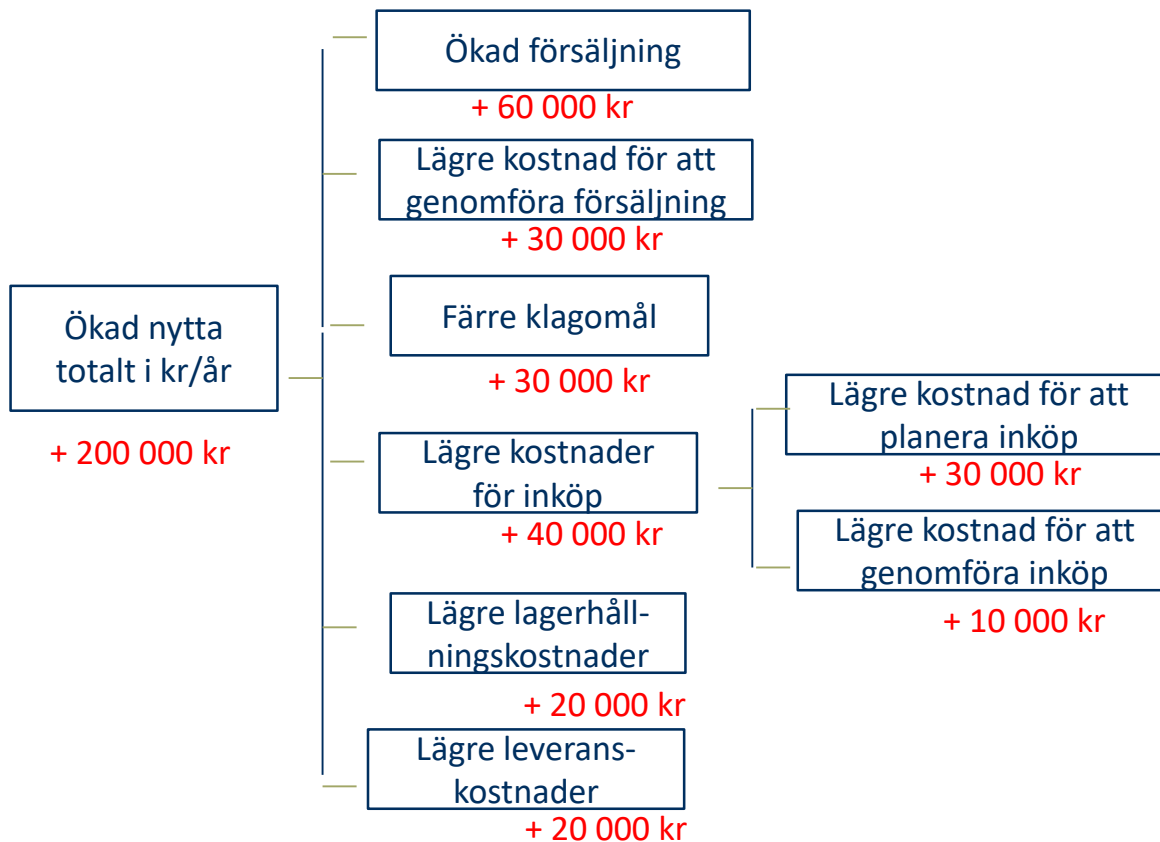 Ökad försäljning
+ 60 000 kr
Lägre kostnad för att
genomföra försäljning
+ 30 000 kr
Ökad nytta
totalt i kr/år
+ 200 000 kr
Färre klagomål
+ 30 000 kr
Lägre kostnader
för inköp
+ 40 000 kr
Lägre kostnad för att
planera inköp
+ 30 000 kr
Lägre kostnad för att
genomföra inköp
+ 10 000 kr
Lägre lagerhåll-
ningskostnader
+ 20 000 kr
Lägre leverans-
kostnader
+ 20 000 kr